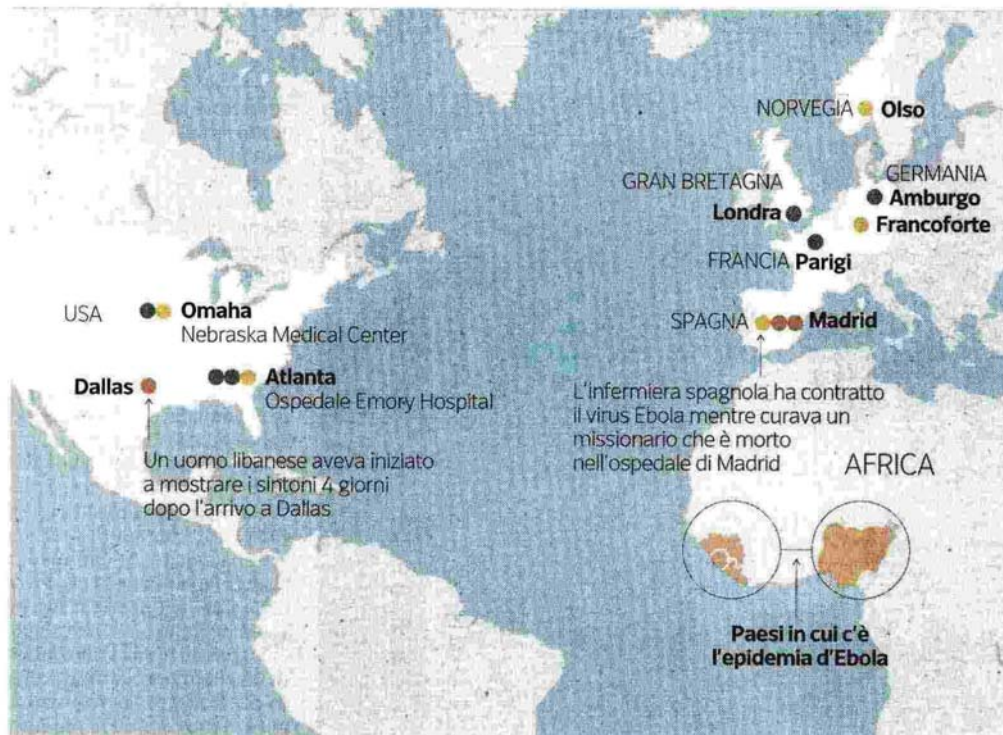 NORVEGIA Olso
GRAN BRETAGNA
GERMANIA
Amburgo
Londra
Francoforte
FRANCIA Parigi
USA
Omaha
Nebraska Medical Center
SPAGNA Madrid
Dallas
Atlanta
Ospedale Emory Hospital
L'infermiera spagnola ha contratto
il virus Ebola mentre curava un
missionario che è morto
nell'ospedale di Madrid
AFRICA
Un uomo libanese aveva iniziato
a mostrare i sintoni 4 giorni
dopo l'arrivo a Dallas
Paesi in cui c'è
l'epidemia d'Ebola